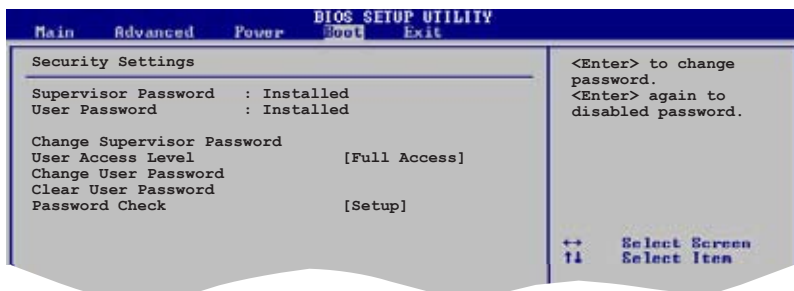 BIOS SETUP UTILITY
Main Advanced Power Boot Exit
Security Settings
Supervisor Password : Installed
User Password : Installed
Change Supervisor Password
User Access Level [Full Access]
Change User Password
Clear User Password
Password Check [Setup]
<Enter> to change
password.
<Enter> again to
disabled password.
↔ Select Screen
↑↓ Select Item